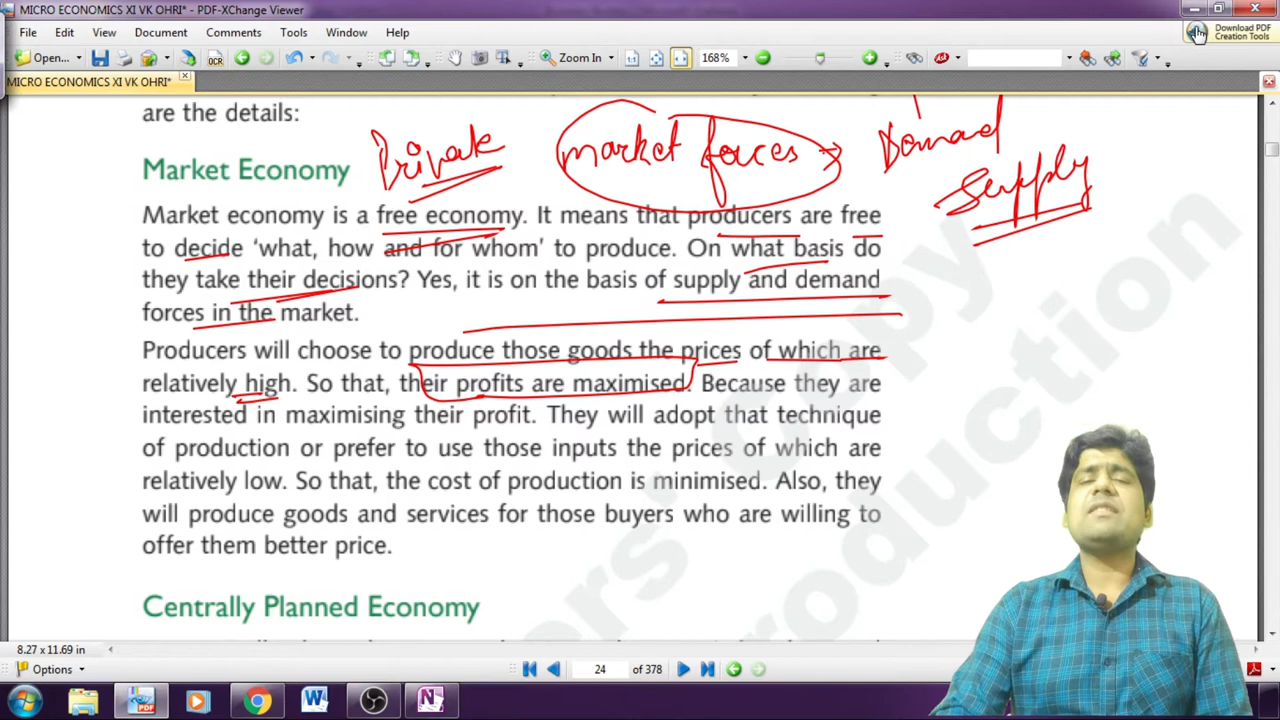 MICRO ECONOMICS XI VK OHRI* - PDF-XChange Viewer
File Edit View Document Comments Tools Window Help
Download PDF Creation Tools
Open... OCR Zoom In 168%
MICRO ECONOMICS XI VK OHRI*
are the details:
Private market forces Demand
Supply
Market Economy
Market economy is a free economy. It means that producers are free
to decide ‘what, how and for whom’ to produce. On what basis do
they take their decisions? Yes, it is on the basis of supply and demand
forces in the market.
Producers will choose to produce those goods the prices of which are
relatively high. So that, their profits are maximised. Because they are
interested in maximising their profit. They will adopt that technique
of production or prefer to use those inputs the prices of which are
relatively low. So that, the cost of production is minimised. Also, they
will produce goods and services for those buyers who are willing to
offer them better price.
Centrally Planned Economy
8.27 x 11.69 in
Options 24 of 378